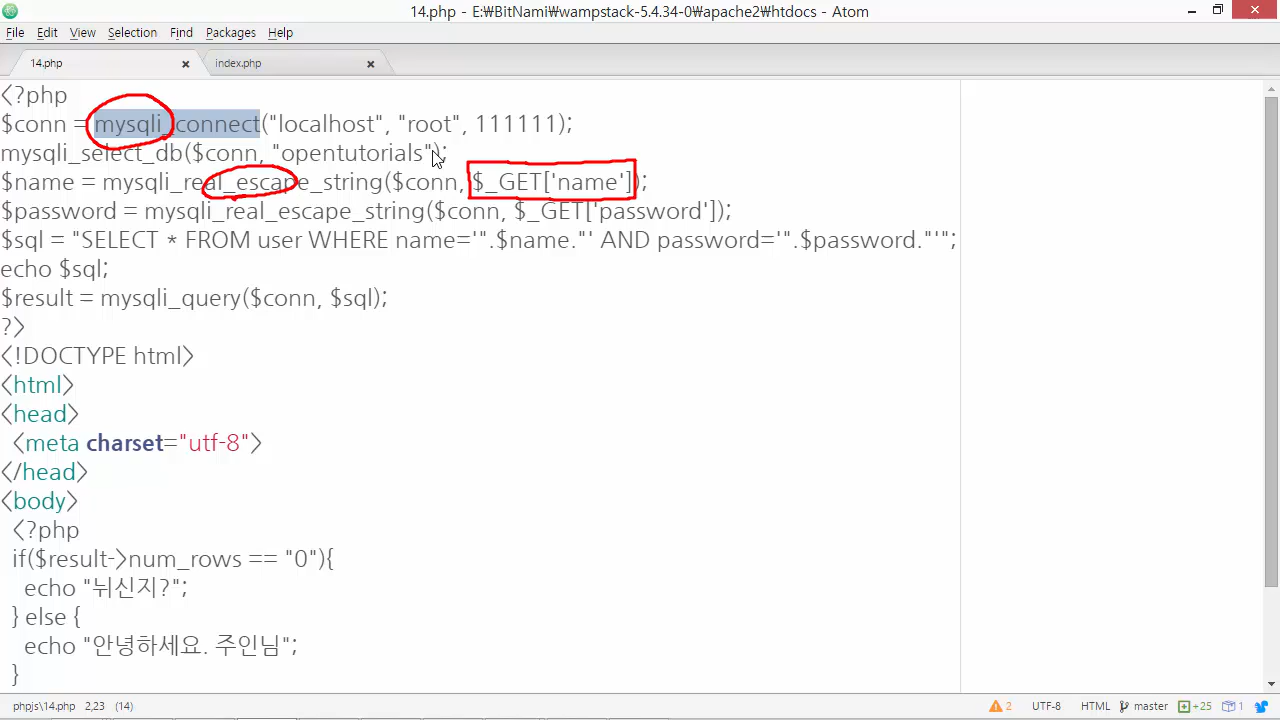 14.php - E:₩BitNami₩wampstack-5.4.34-0₩apache2₩htdocs - Atom
File Edit View Selection Find Packages Help
14.php index.php
<?php
$conn = mysqli_connect("localhost", "root", 111111);
mysqli_select_db($conn, "opentutorials");
$name = mysqli_real_escape_string($conn, $_GET['name']);
$password = mysqli_real_escape_string($conn, $_GET['password']);
$sql = "SELECT * FROM user WHERE name='".$name."' AND password='".$password."'";
echo $sql;
$result = mysqli_query($conn, $sql);
?>
<!DOCTYPE html>
<html>
<head>
<meta charset="utf-8">
</head>
<body>
<?php
if($result->num_rows == "0"){
echo "뉘신지?";
} else {
echo "안녕하세요. 주인님";
}
phpjs\14.php 2,23 (14) 2 UTF-8 HTML master +25 1